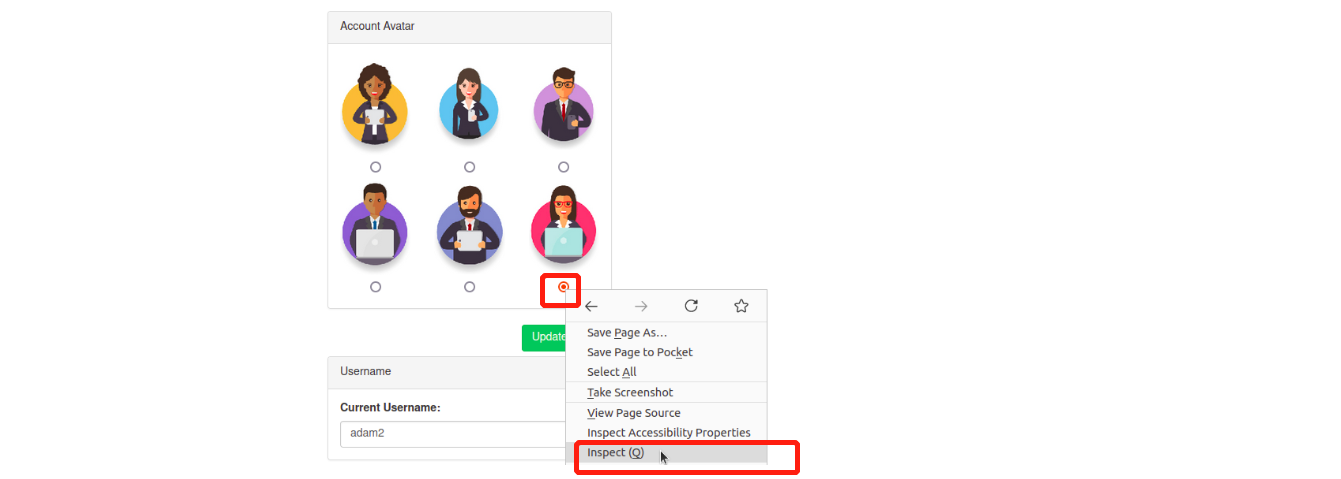 Account Avatar
Update
Username
Current Username:
adam2
Save Page As…
Save Page to Pocket
Select All
Take Screenshot
View Page Source
Inspect Accessibility Properties
Inspect (Q)